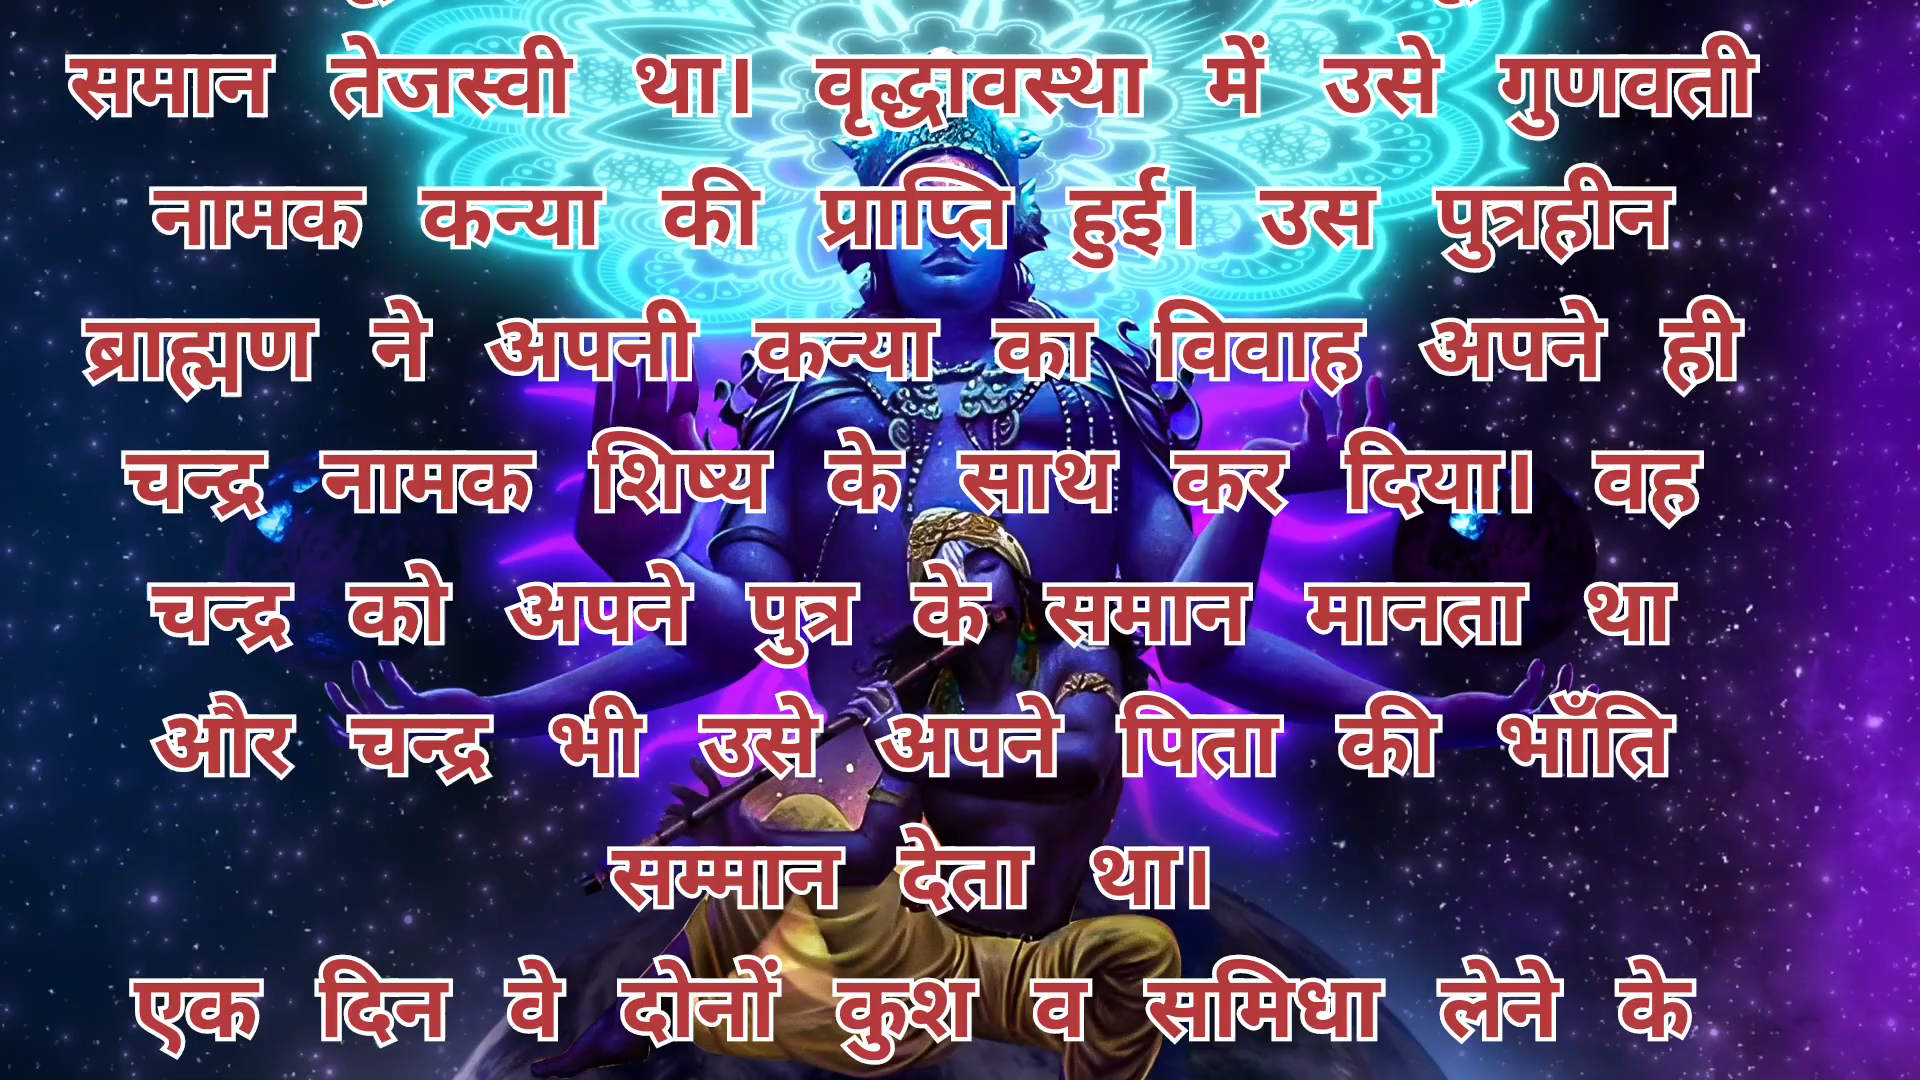 समान तेजस्वी था। वृद्धावस्था में उसे गुणवती
नामक कन्या की प्राप्ति हुई। उस पुत्रहीन
ब्राह्मण ने अपनी कन्या का विवाह अपने ही
चन्द्र नामक शिष्य के साथ कर दिया। वह
चन्द्र को अपने पुत्र के समान मानता था
और चन्द्र भी उसे अपने पिता की भाँति
सम्मान देता था।
एक दिन वे दोनों कुश व समिधा लेने के